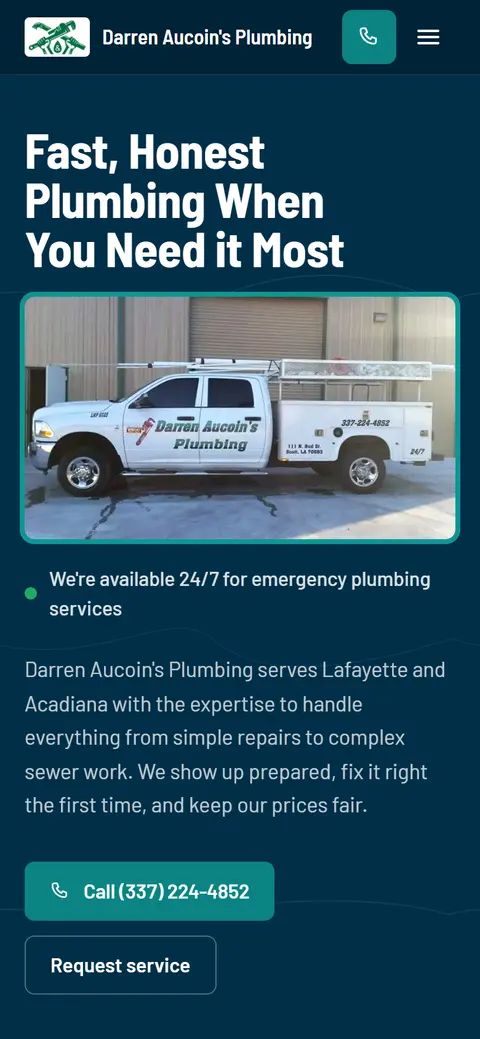 Darren Aucoin's Plumbing
Fast, Honest
Plumbing When
You Need it Most
Darren Aucoin's
Plumbing
337-224-4852
Scott, LA 70583
24/7
We're available 24/7 for emergency plumbing
services
Darren Aucoin's Plumbing serves Lafayette and
Acadiana with the expertise to handle
everything from simple repairs to complex
sewer work. We show up prepared, fix it right
the first time, and keep our prices fair.
Call (337) 224-4852
Request service